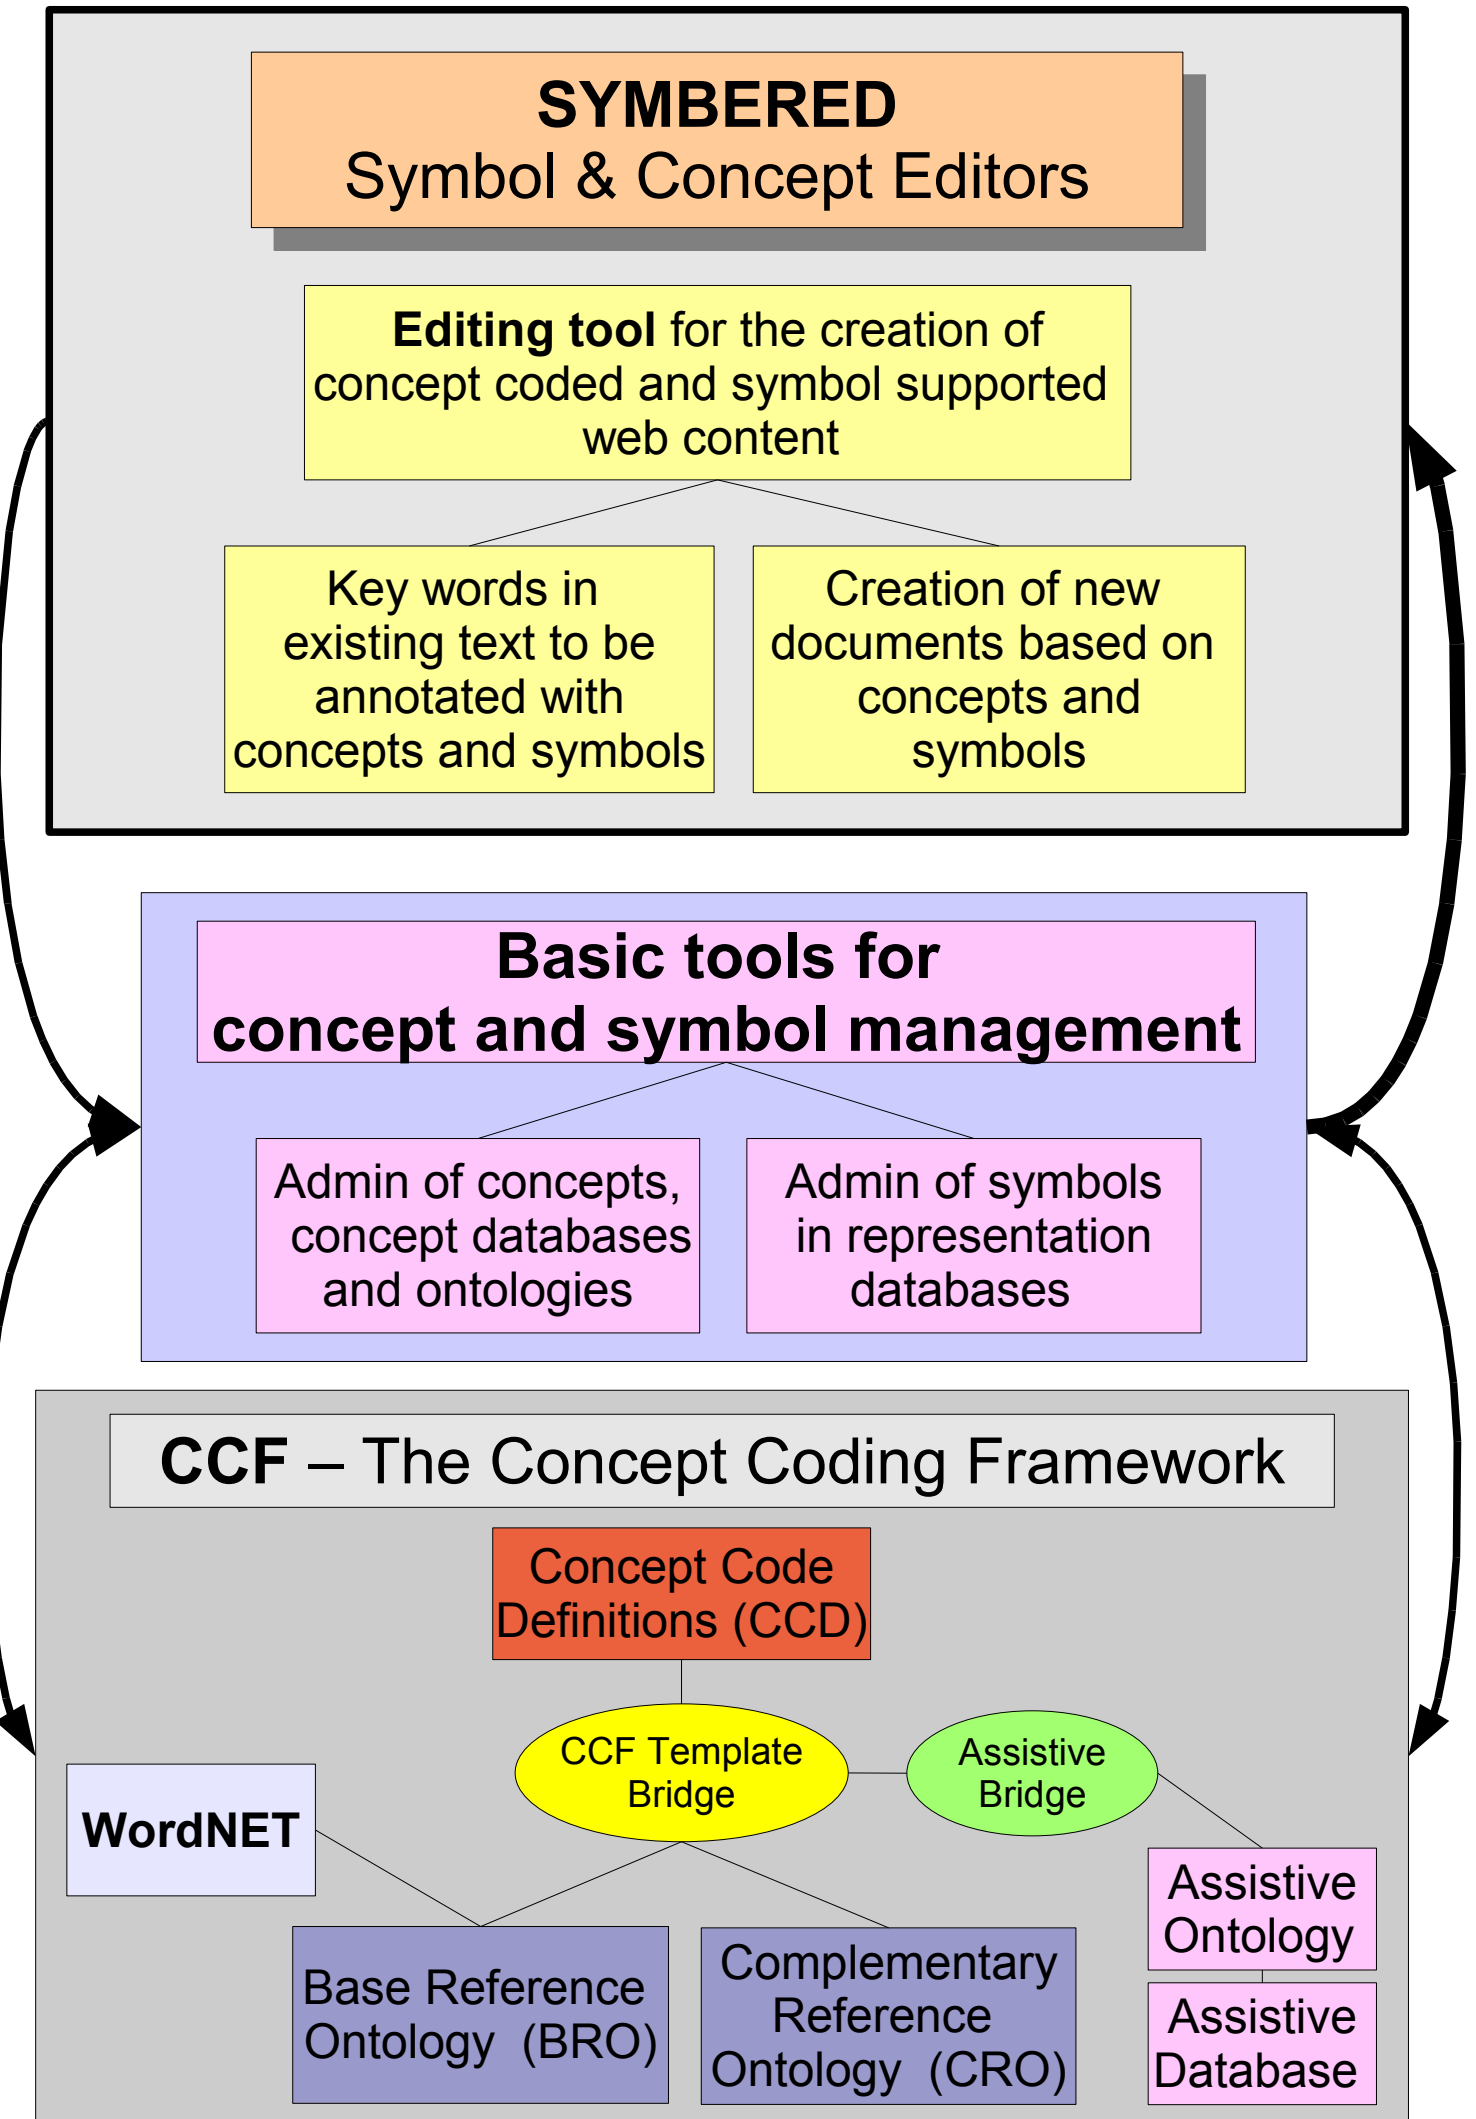 SYMBERED
Symbol & Concept Editors
Editing tool for the creation of
concept coded and symbol supported
web content
Key words in
existing text to be
annotated with
concepts and symbols
Creation of new
documents based on
concepts and
symbols
Basic tools for
concept and symbol management
Admin of concepts,
concept databases
and ontologies
Admin of symbols
in representation
databases
CCF – The Concept Coding Framework
Concept Code
Definitions (CCD)
CCF Template
Bridge
Assistive
Bridge
WordNET
Assistive
Ontology
Base Reference
Ontology (BRO)
Complementary
Reference
Ontology (CRO)
Assistive
Database